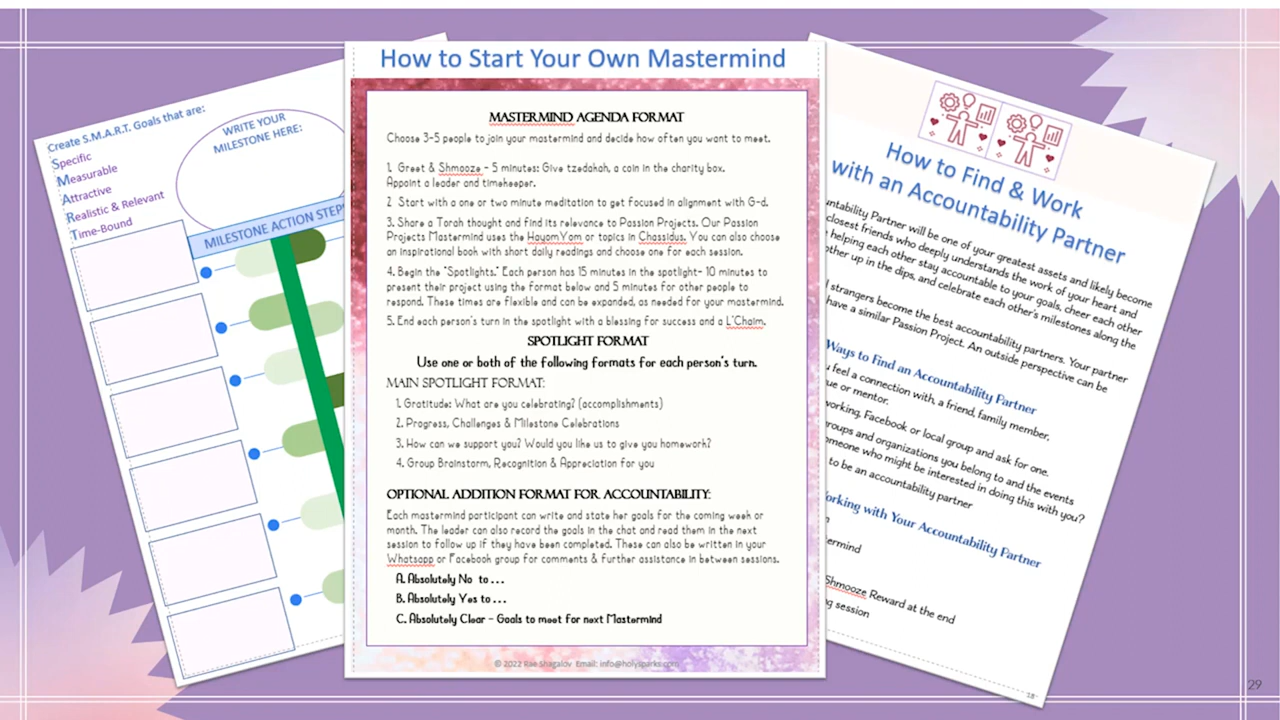 Create S.M.A.R.T. Goals that are:
Specific
Measurable
Attractive
Realistic & Relevant
Time-Bound
WRITE YOUR
MILESTONE HERE:
MILESTONE ACTION STEPS
How to Start Your Own Mastermind
MASTERMIND AGENDA FORMAT
Choose 3-5 people to join your mastermind and decide how often you want to meet.
1. Greet & Shmooze - 5 minutes: Give tzedakah, a coin in the charity box.
Appoint a leader and timekeeper.
2 Start with a one or two minute meditation to get focused in alignment with G-d.
3. Share a Torah thought and find its relevance to Passion Projects. Our Passion
Projects Mastermind uses the HayomYom or topics in Chassidus. You can also choose
an inspirational book with short daily readings and choose one for each session.
4. Begin the "Spotlights." Each person has 15 minutes in the spotlight- 10 minutes to
present their project using the format below and 5 minutes for other people to
respond. These times are flexible and can be expanded, as needed for your mastermind.
5. End each person's turn in the spotlight with a blessing for success and a L'Chaim.
SPOTLIGHT FORMAT
Use one or both of the following formats for each person's turn.
MAIN SPOTLIGHT FORMAT:
1. Gratitude: What are you celebrating? (accomplishments)
2. Progress, Challenges & Milestone Celebrations
3. How can we support you? Would you like us to give you homework?
4. Group Brainstorm, Recognition & Appreciation for you
OPTIONAL ADDITION FORMAT FOR ACCOUNTABILITY:
Each mastermind participant can write and state her goals for the coming week or
month. The leader can also record the goals in the chat and read them in the next
session to follow up if they have been completed. These can also be written in your
Whatsapp or Facebook group for comments & further assistance in between sessions.
A. Absolutely No to...
B. Absolutely Yes to...
C. Absolutely Clear - Goals to meet for next Mastermind
© 2022 Rae Shagalov Email: info@holysparks.com
How to Find & Work
with an Accountability Partner
ntability Partner will be one of your greatest assets and likely become
closest friends who deeply understands the work of your heart and
helping each other stay accountable to your goals, cheer each other
other up in the dips, and celebrate each other's milestones along the
l strangers become the best accountability partners. Your partner
have a similar Passion Project. An outside perspective can be
Ways to Find an Accountability Partner
u feel a connection with, a friend, family member,
ue or mentor.
working, Facebook or local group and ask for one.
groups and organizations you belong to and the events
omeone who might be interested in doing this with you?
to be an accountability partner
orking with Your Accountability Partner
n
ermind
Shmooze Reward at the end
g session
18
29